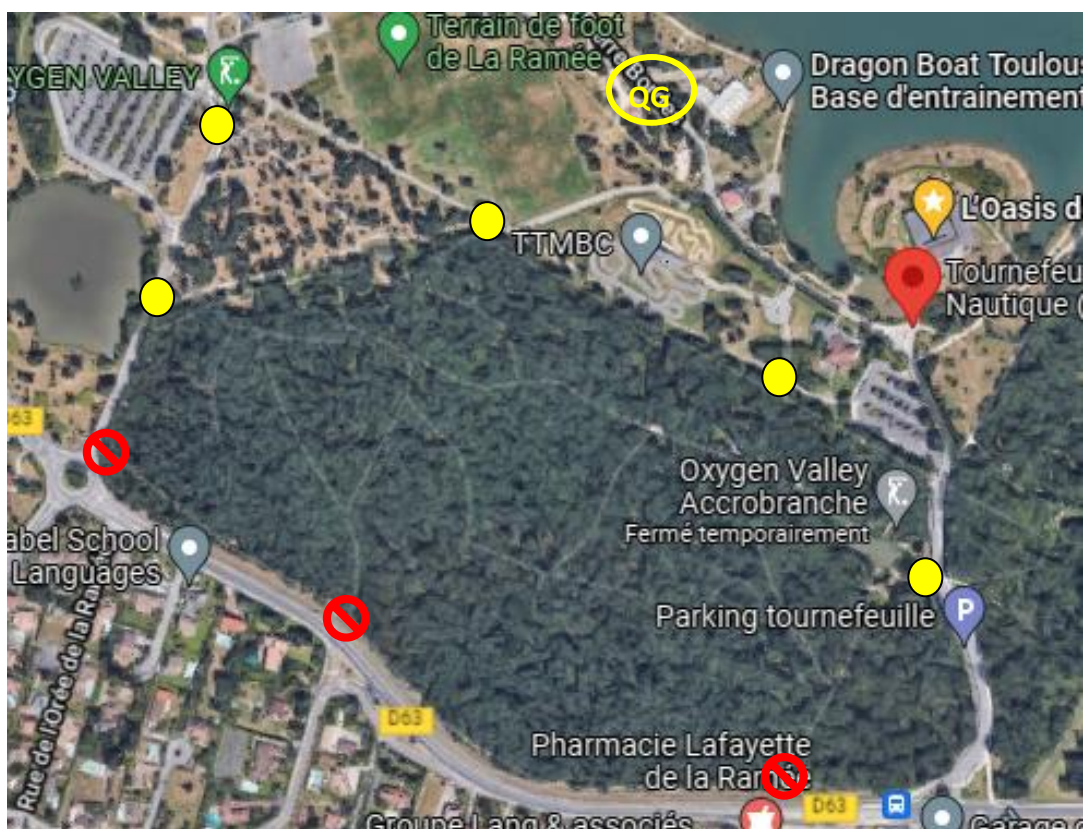 Terrain de foot
de La Ramée
YGEN VALLEY
QG
Dragon Boat Toulous
Base d'entrainement
L'Oasis d
TTMBC
Tournefeu
Nautique (
D63
Oxygen Valley
Accrobranche
Fermé temporairement
abel School
Languages
Parking tournefeuille
P
Rue de l'Orée de la Ram
D63
Pharmacie Lafayette
de la Ramée
D63
Groupe Lang & associés
Garage